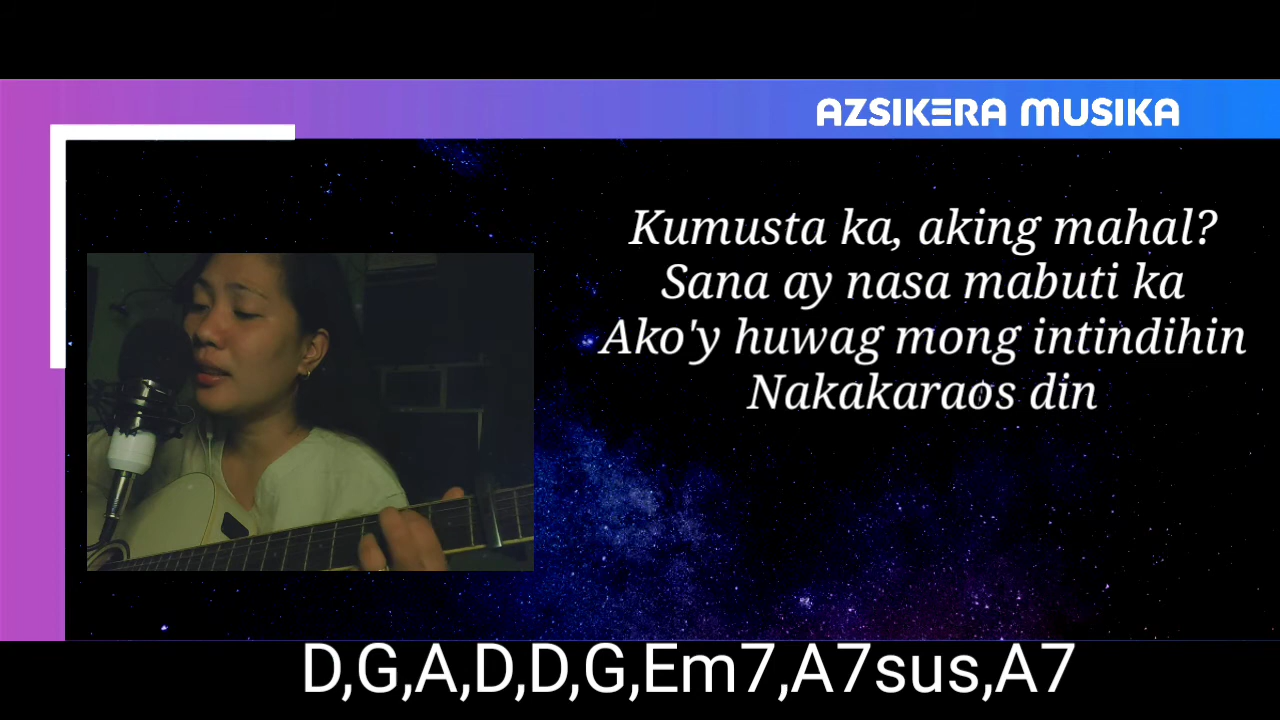 AZSIKERA MUSIKA
Kumusta ka, aking mahal?
Sana ay nasa mabuti ka
Ako'y huwag mong intindihin
Nakakaraos din
D,G,A,D,D,G,Em7,A7sus,A7